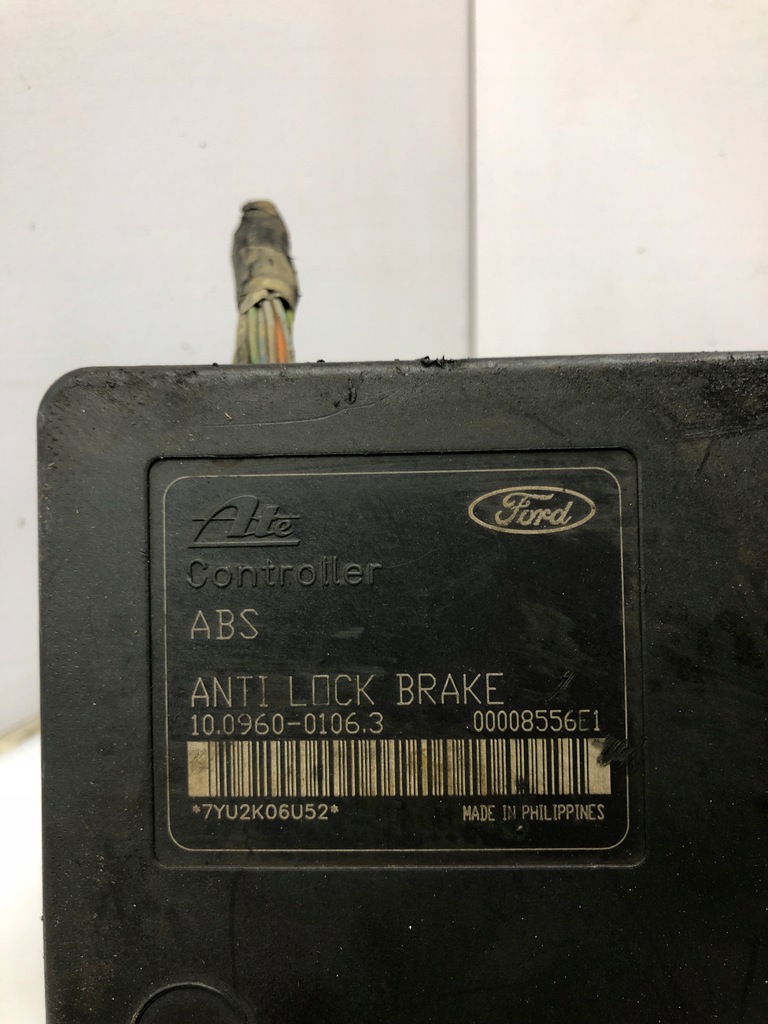 Ate
Ford
Controller
ABS
ANTI LOCK BRAKE
10.0960-0106.3 00008556E1
*7YU2K06U52*
MADE IN PHILIPPINES